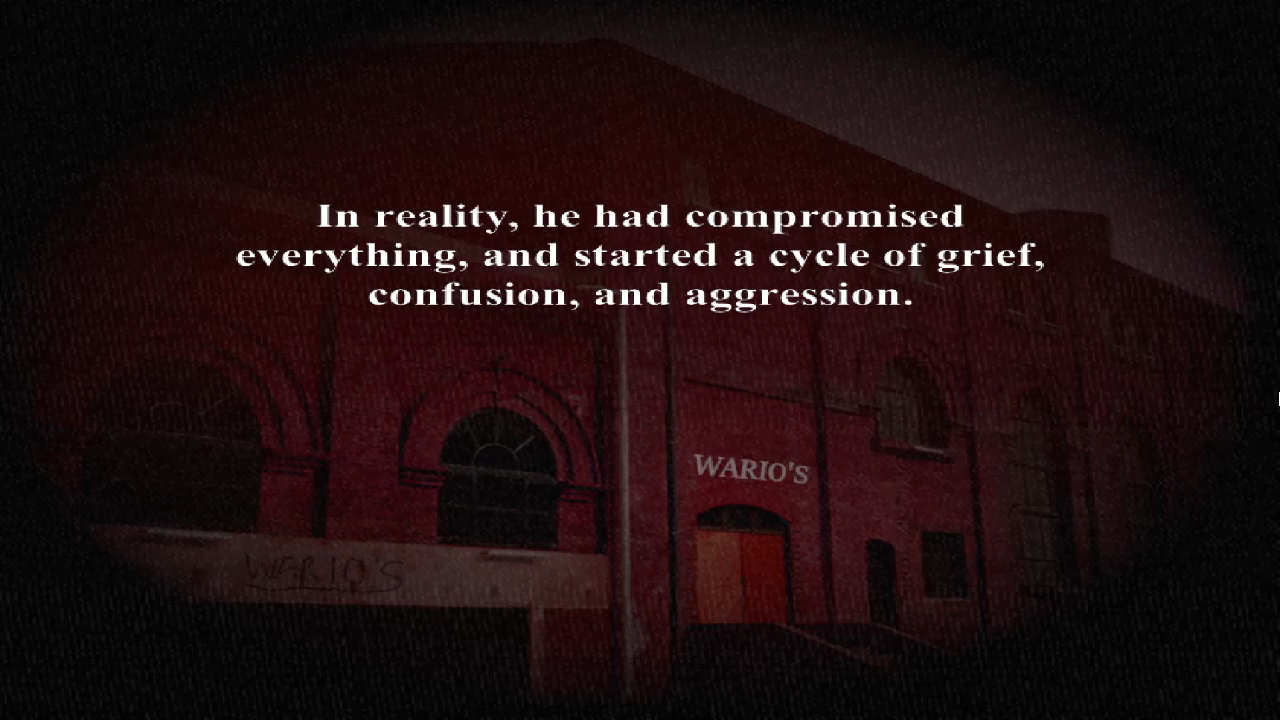 In reality, he had compromised
everything, and started a cycle of grief,
confusion, and aggression.
WARIO'S
WARIO'S